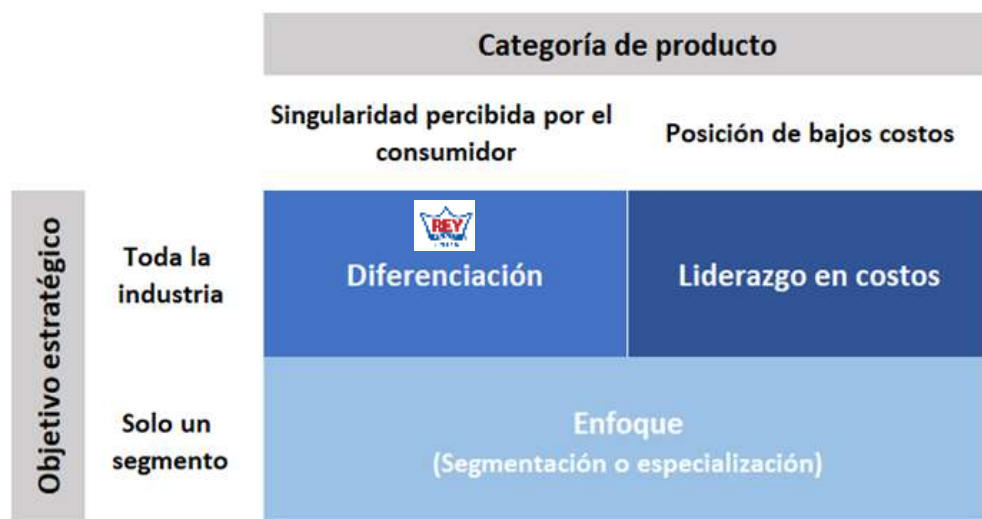 Categoría de producto
Singularidad percibida por el
consumidor
Posición de bajos costos
Objetivo estratégico
Toda la
industria
REY
Diferenciación
Liderazgo en costos
Solo un
segmento
Enfoque
(Segmentación o especialización)